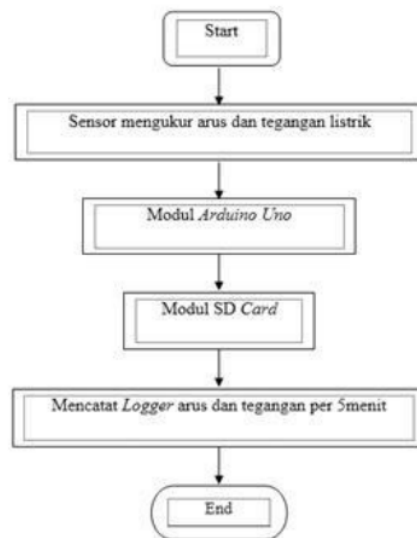 Start
Sensor mengukur arus dan tegangan listrik
Modul Arduino Uno
Modul SD Card
Mencatat Logger arus dan tegangan per 5menit
End